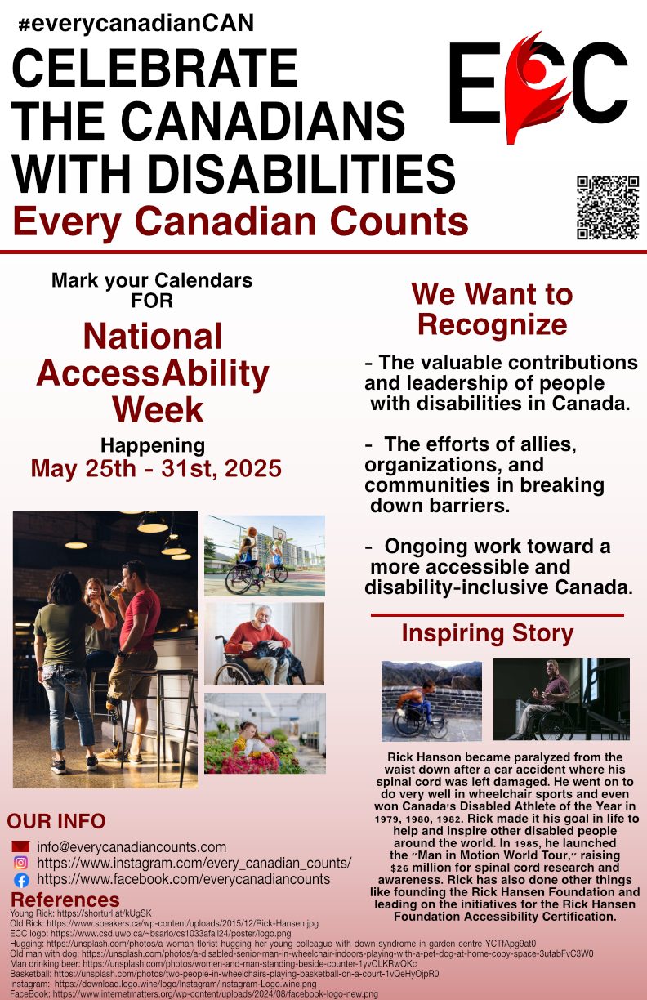 #everycanadianCAN
CELEBRATE
THE CANADIANS
WITH DISABILITIES
Every Canadian Counts
ECC
Mark your Calendars
FOR
National
AccessAbility
Week
Happening
May 25th - 31st, 2025
We Want to
Recognize
- The valuable contributions
and leadership of people
with disabilities in Canada.
- The efforts of allies,
organizations, and
communities in breaking
down barriers.
- Ongoing work toward a
more accessible and
disability-inclusive Canada.
Inspiring Story
Rick Hanson became paralyzed from the
waist down after a car accident where his
spinal cord was left damaged. He went on to
do very well in wheelchair sports and even
won Canada's Disabled Athlete of the Year in
1979, 1980, 1982. Rick made it his goal in life to
help and inspire other disabled people
around the world. In 1985, he launched
the "Man in Motion World Tour," raising
$26 million for spinal cord research and
awareness. Rick has also done other things
like founding the Rick Hansen Foundation and
leading on the initiatives for the Rick Hansen
Foundation Accessibility Certification.
OUR INFO
info@everycanadiancounts.com
https://www.instagram.com/every_canadian_counts/
https://www.facebook.com/everycanadiancounts
References
Young Rick: https://shorturl.at/kUgSK
Old Rick: https://www.speakers.ca/wp-content/uploads/2015/12/Rick-Hansen.jpg
ECC logo: https://www.csd.uwo.ca/~bsarlo/cs1033afall24/poster/logo.png
Hugging: https://unsplash.com/photos/a-woman-florist-hugging-her-young-colleague-with-down-syndrome-in-garden-centre-YCTfApg9at0
Old man with dog: https://unsplash.com/photos/a-disabled-senior-man-in-wheelchair-indoors-playing-with-a-pet-dog-at-home-copy-space-3utabFvC3W0
Man drinking beer: https://unsplash.com/photos/women-and-man-standing-beside-counter-1yvOLKRwQKc
Basketball: https://unsplash.com/photos/two-people-in-wheelchairs-playing-basketball-on-a-court-1vQeHyOjpR0
Instagram: https://download.logo.wine/logo/Instagram/Instagram-Logo.wine.png
FaceBook: https://www.internetmatters.org/wp-content/uploads/2024/08/facebook-logo-new.png